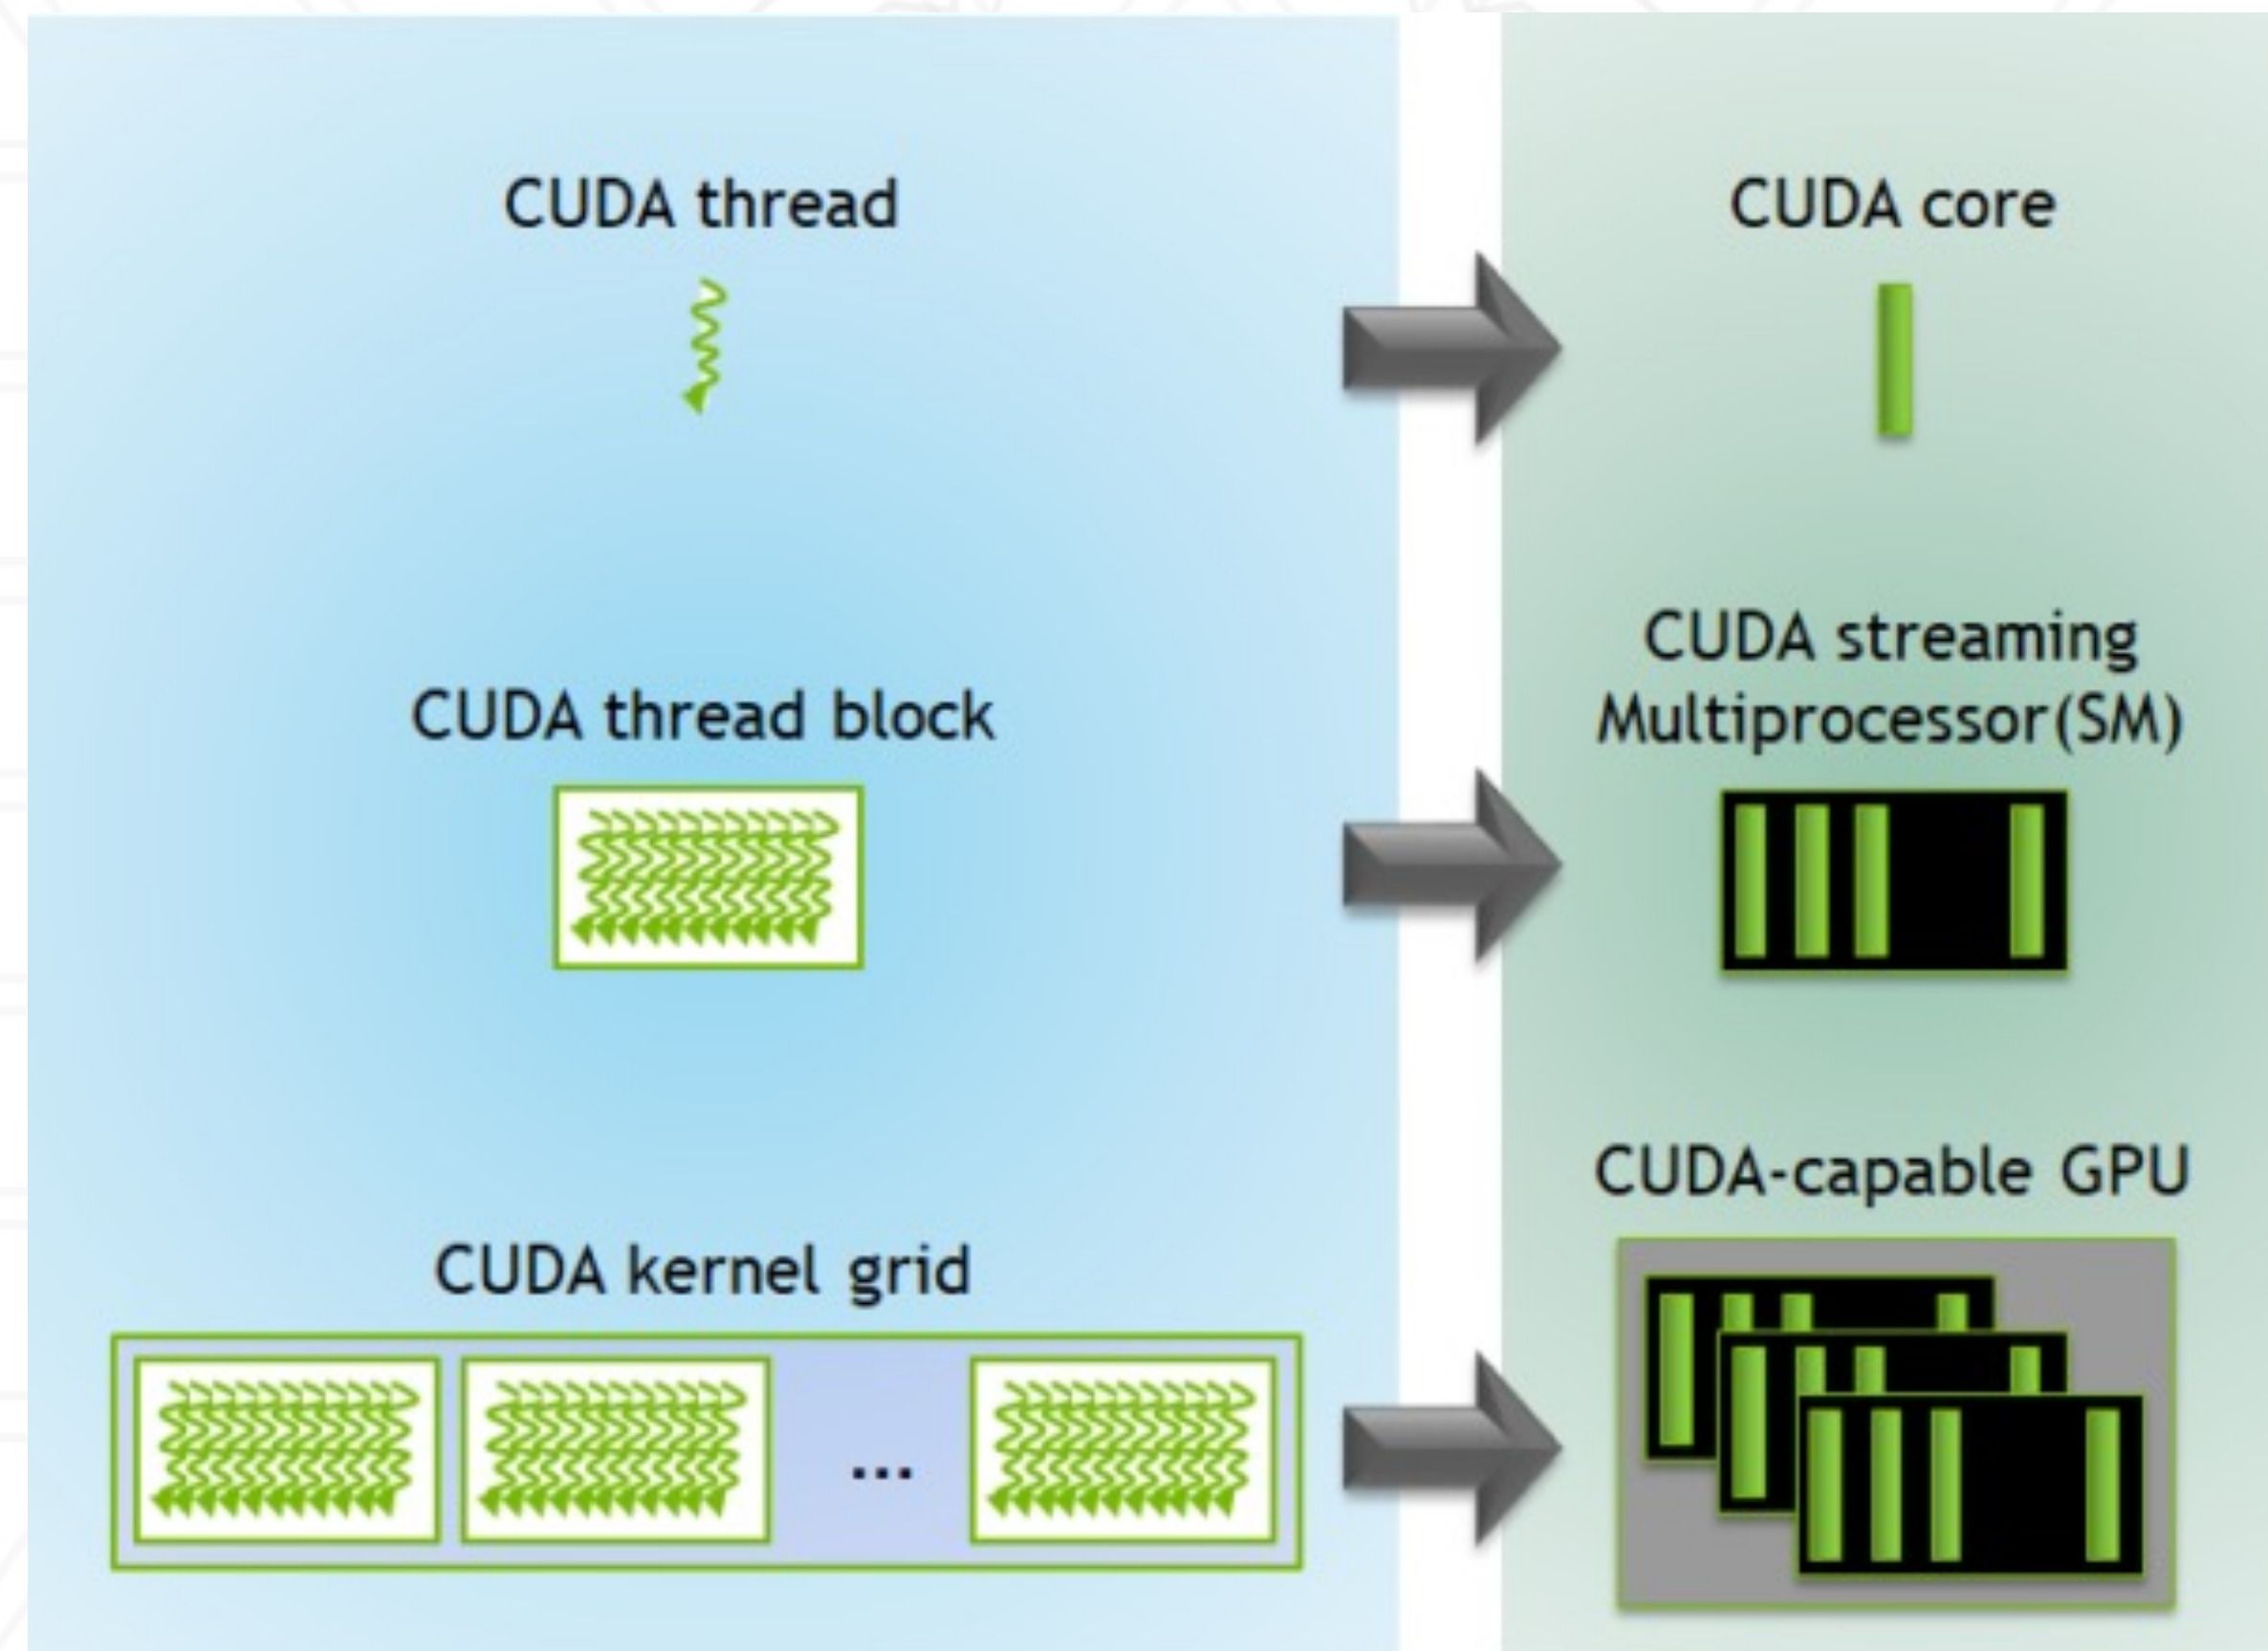 CUDA thread
CUDA core
CUDA thread block
CUDA streaming
Multiprocessor(SM)
CUDA kernel grid
...
CUDA-capable GPU